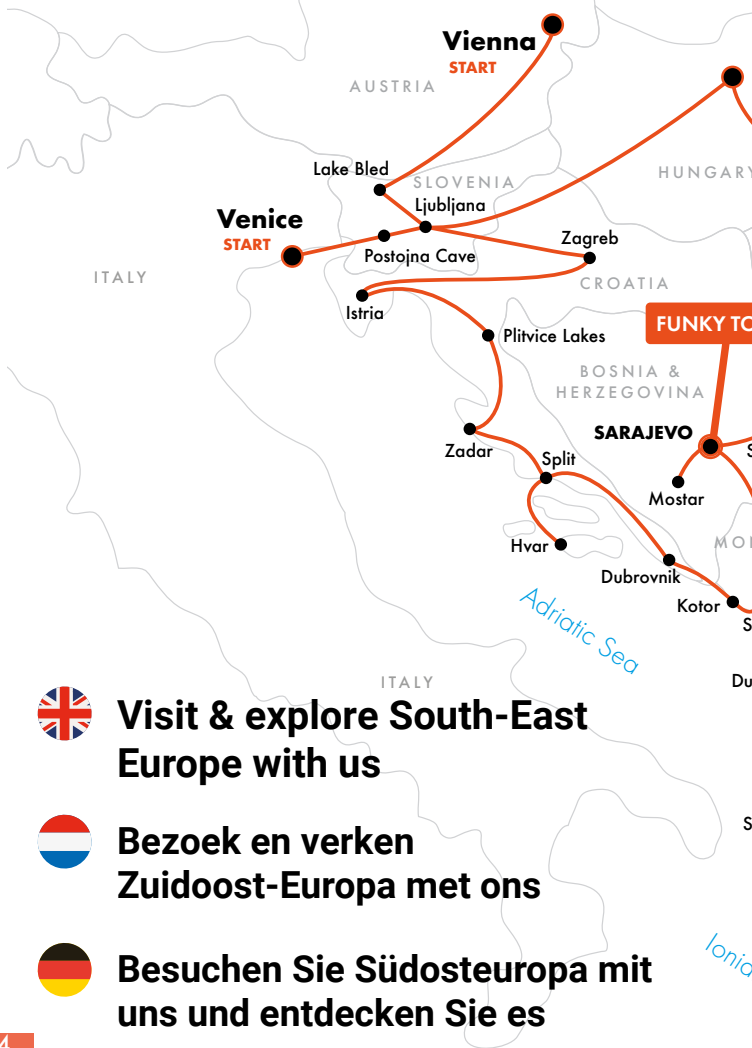 Vienna
START
AUSTRIA
HUNGARY
Lake Bled
SLOVENIA
Ljubljana
Venice
START
Zagreb
Postojna Cave
ITALY
CROATIA
Istria
FUNKY
Plitvice Lakes
BOSNIA &
HERZEGOVINA
SARAJEVO
Zadar
Split
Mostar
Hvar
Dubrovnik
Kotor
Adriatic Sea
ITALY
Visit & explore South-East
Europe with us
Bezoek en verken
Zuidoost-Europa met ons
Besuchen Sie Südosteuropa mit
uns und entdecken Sie es